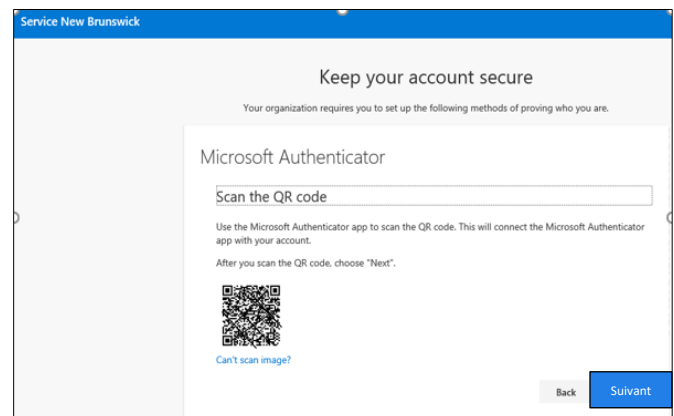 Service New Brunswick
Keep your account secure
Your organization requires you to set up the following methods of proving who you are.
Microsoft Authenticator
Scan the QR code
Use the Microsoft Authenticator app to scan the QR code. This will connect the Microsoft Authenticator
app with your account.
After you scan the QR code, choose "Next".
Can't scan image?
Back
Suivant